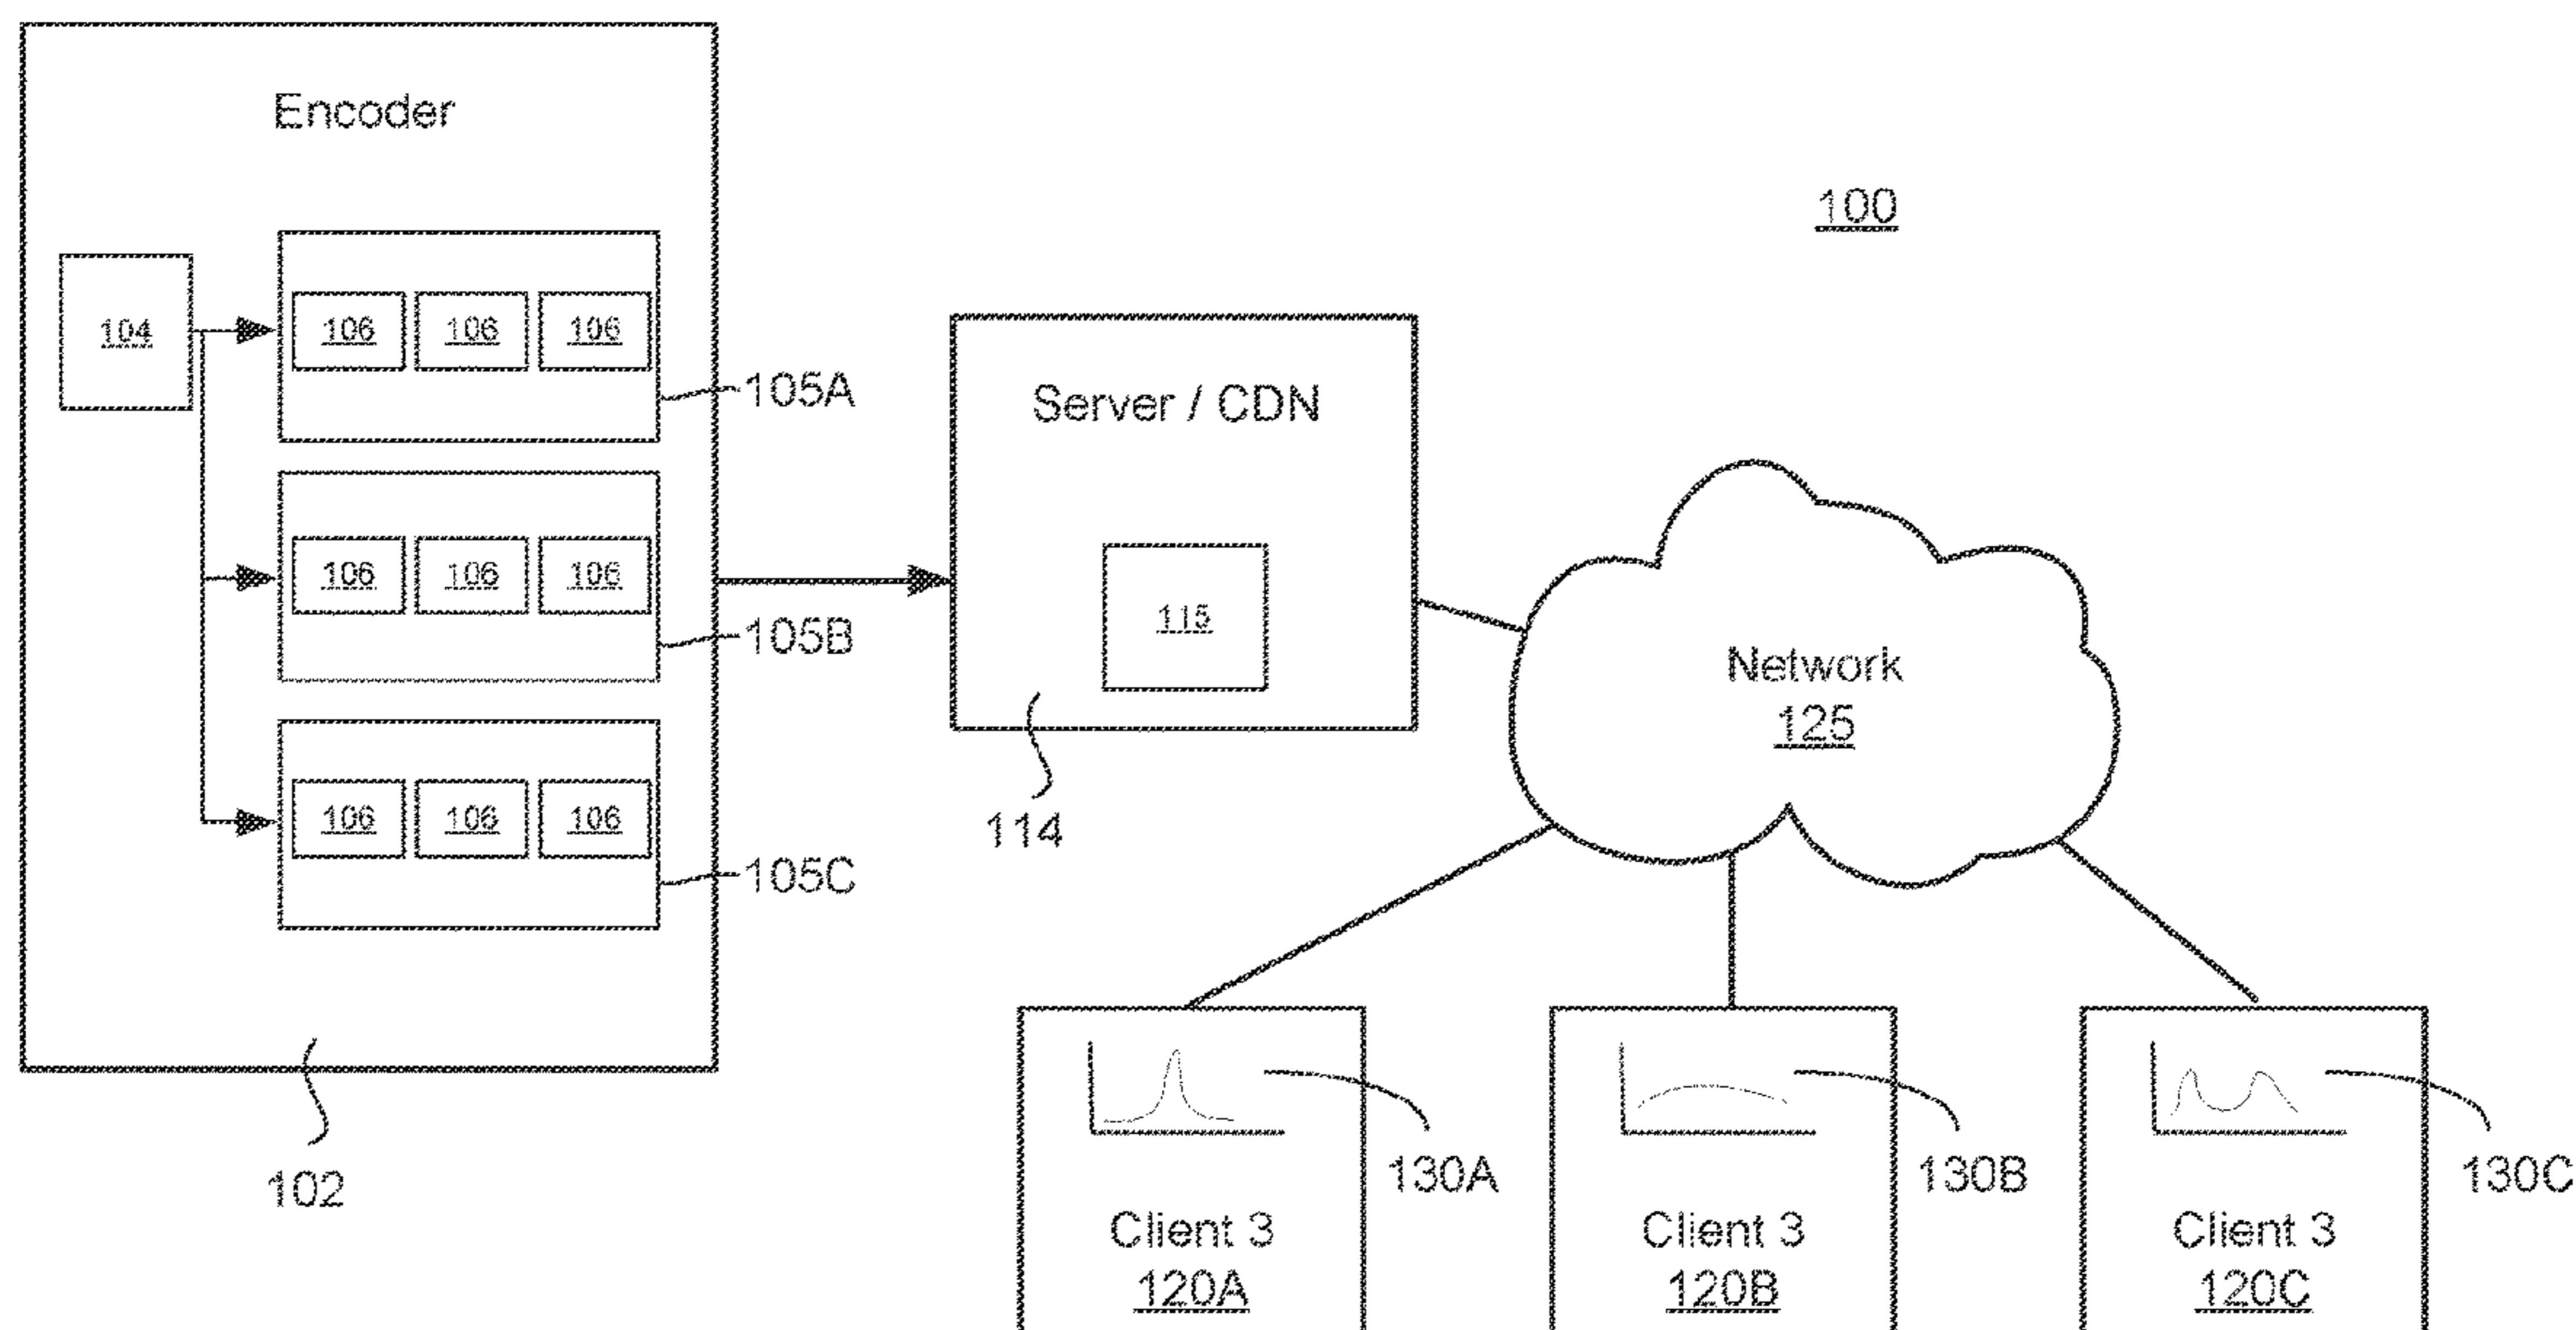 Encoder
100
104
106 106 106
105A
Server / CDN
106 106 106
115
105B
Network
125
106 106 106
114
105C
102
130A
130B
130C
Client 3
120A
Client 3
120B
Client 3
120C